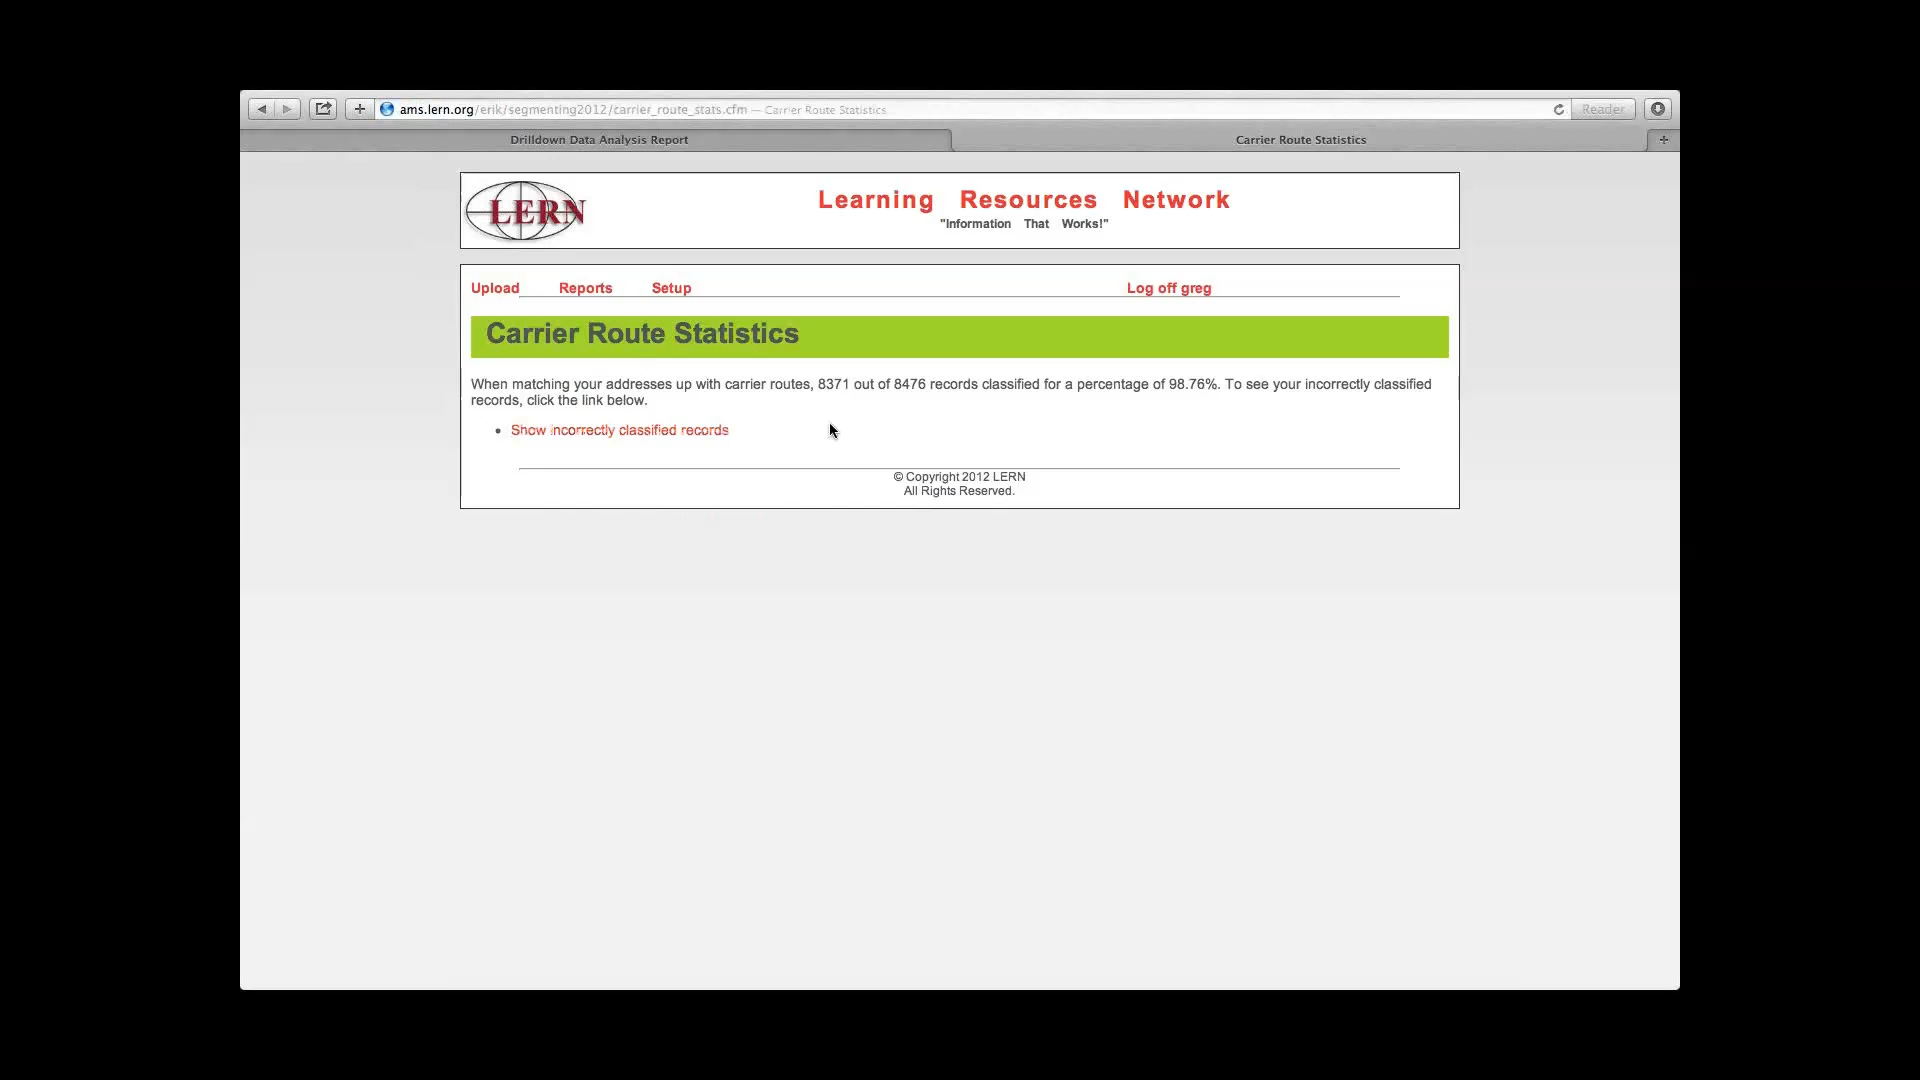 ams.lern.org/erik/segmenting2012/carrier_route_stats.cfm — Carrier Route Statistics
Reader
Drilldown Data Analysis Report
Carrier Route Statistics
LERN
Learning Resources Network
"Information That Works!"
Upload Reports Setup Log off greg
Carrier Route Statistics
When matching your addresses up with carrier routes, 8371 out of 8476 records classified for a percentage of 98.76%. To see your incorrectly classified
records, click the link below.
Show incorrectly classified records
© Copyright 2012 LERN
All Rights Reserved.